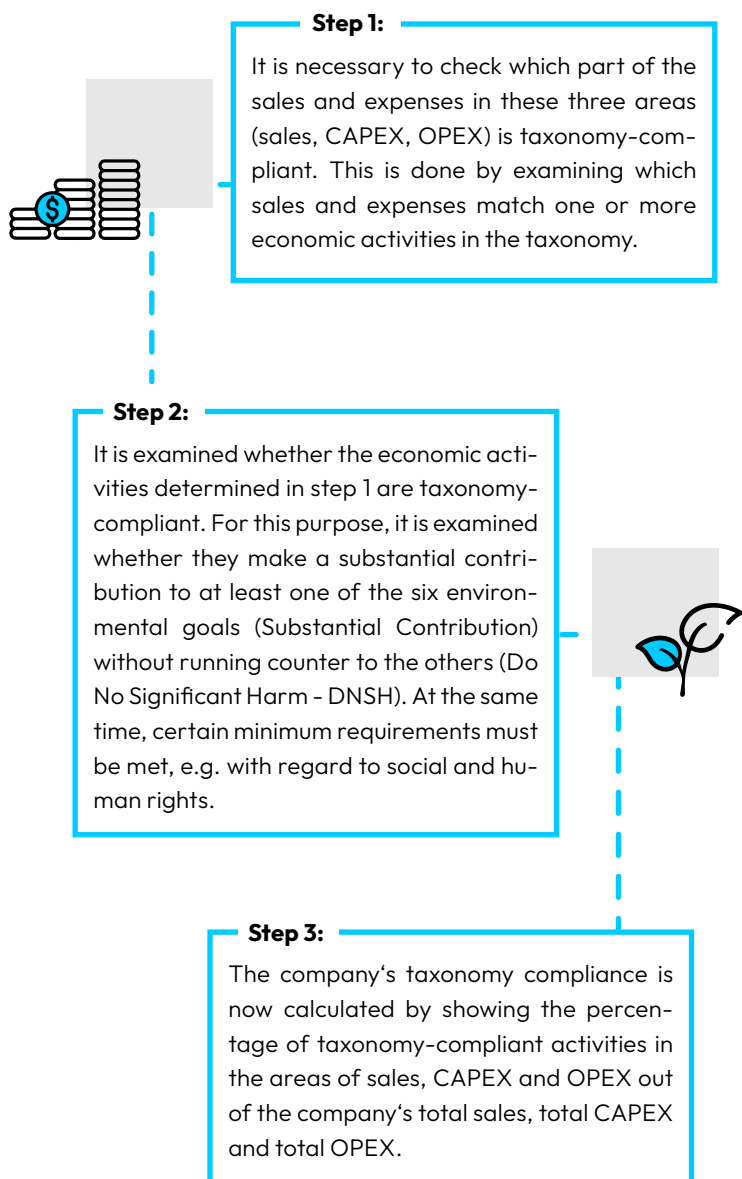 Step 1:
It is necessary to check which part of the
sales and expenses in these three areas
(sales, CAPEX, OPEX) is taxonomy-com-
pliant. This is done by examining which
sales and expenses match one or more
economic activities in the taxonomy.
$
Step 2:
It is examined whether the economic acti-
vities determined in step 1 are taxonomy-
compliant. For this purpose, it is examined
whether they make a substantial contri-
bution to at least one of the six environ-
mental goals (Substantial Contribution)
without running counter to the others (Do
No Significant Harm - DNSH). At the same
time, certain minimum requirements must
be met, e.g. with regard to social and hu-
man rights.
Step 3:
The company‘s taxonomy compliance is
now calculated by showing the percen-
tage of taxonomy-compliant activities in
the areas of sales, CAPEX and OPEX out
of the company‘s total sales, total CAPEX
and total OPEX.